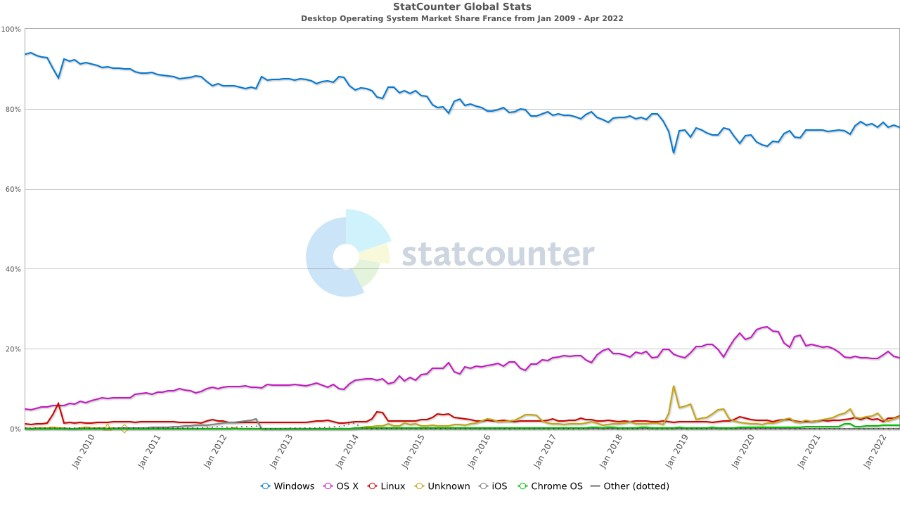 StatCounter Global Stats
Desktop Operating System Market Share France from Jan 2009 - Apr 2022
100%
80%
60%
40%
20%
0%
statcounter
Jan 2010
Jan 2011
Jan 2012
Jan 2013
Jan 2014
Jan 2015
Jan 2016
Jan 2017
Jan 2018
Jan 2019
Jan 2020
Jan 2021
Jan 2022
Windows OS X Linux Unknown iOS Chrome OS Other (dotted)